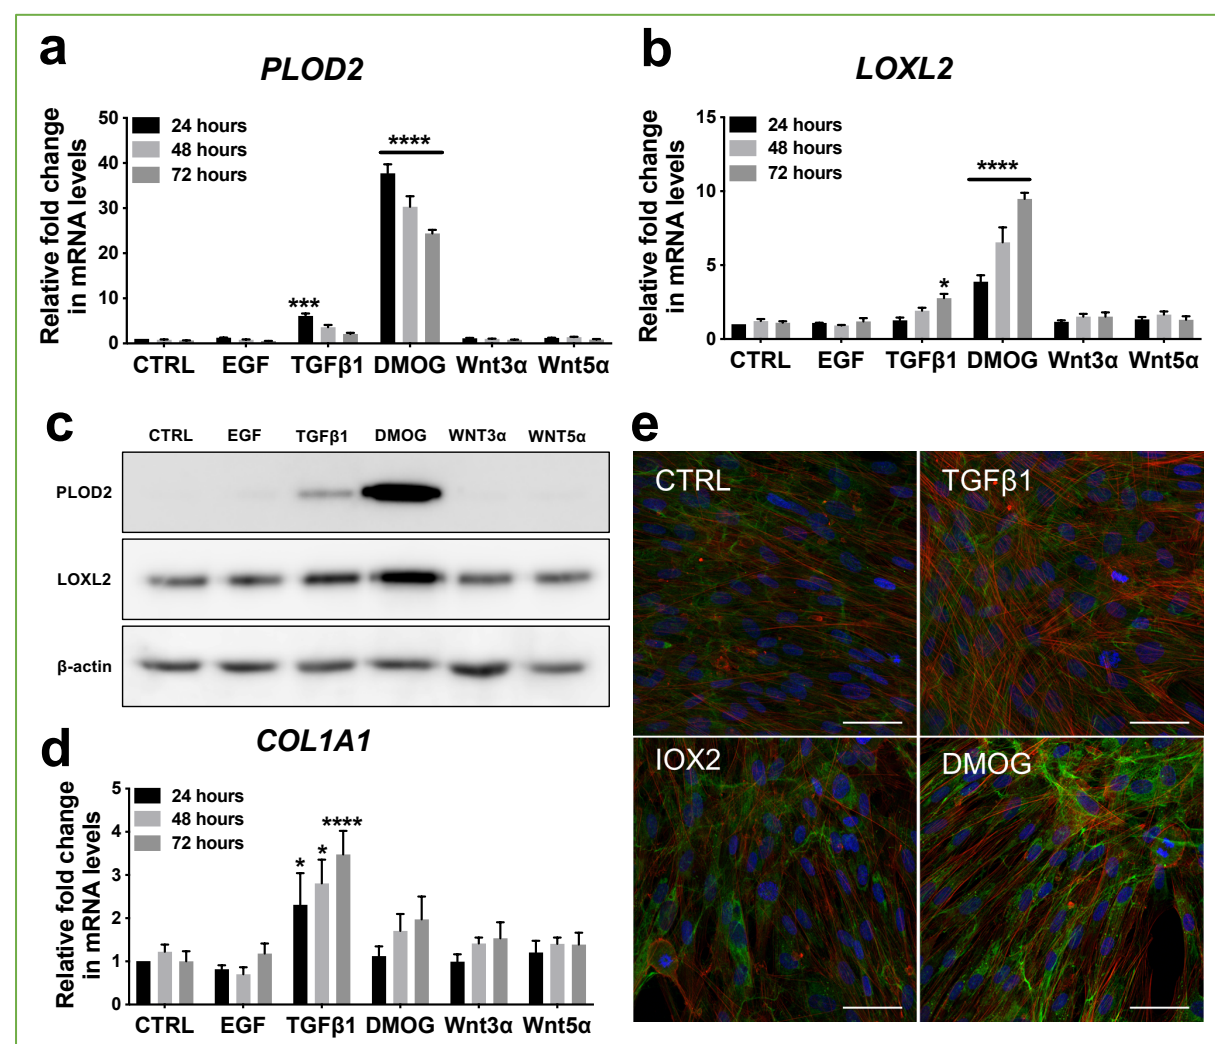 a
PLOD2
Relative fold change
in mRNA levels
50
40
30
20
10
0
24 hours
48 hours
72 hours
***
****
CTRL EGF TGFβ1 DMOG Wnt3α Wnt5α
b
LOXL2
Relative fold change
in mRNA levels
15
10
5
0
24 hours
48 hours
72 hours
*
****
CTRL EGF TGFβ1 DMOG Wnt3α Wnt5α
c
CTRL EGF TGFβ1 DMOG WNT3α WNT5α
PLOD2
LOXL2
β-actin
d
COL1A1
Relative fold change
in mRNA levels
5
4
3
2
1
0
24 hours
48 hours
72 hours
* * ****
CTRL EGF TGFβ1 DMOG Wnt3α Wnt5α
e
CTRL
TGFβ1
IOX2
DMOG